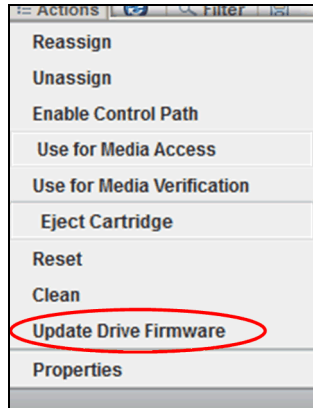 Actions Filter
Reassign
Unassign
Enable Control Path
Use for Media Access
Use for Media Verification
Eject Cartridge
Reset
Clean
Update Drive Firmware
Properties